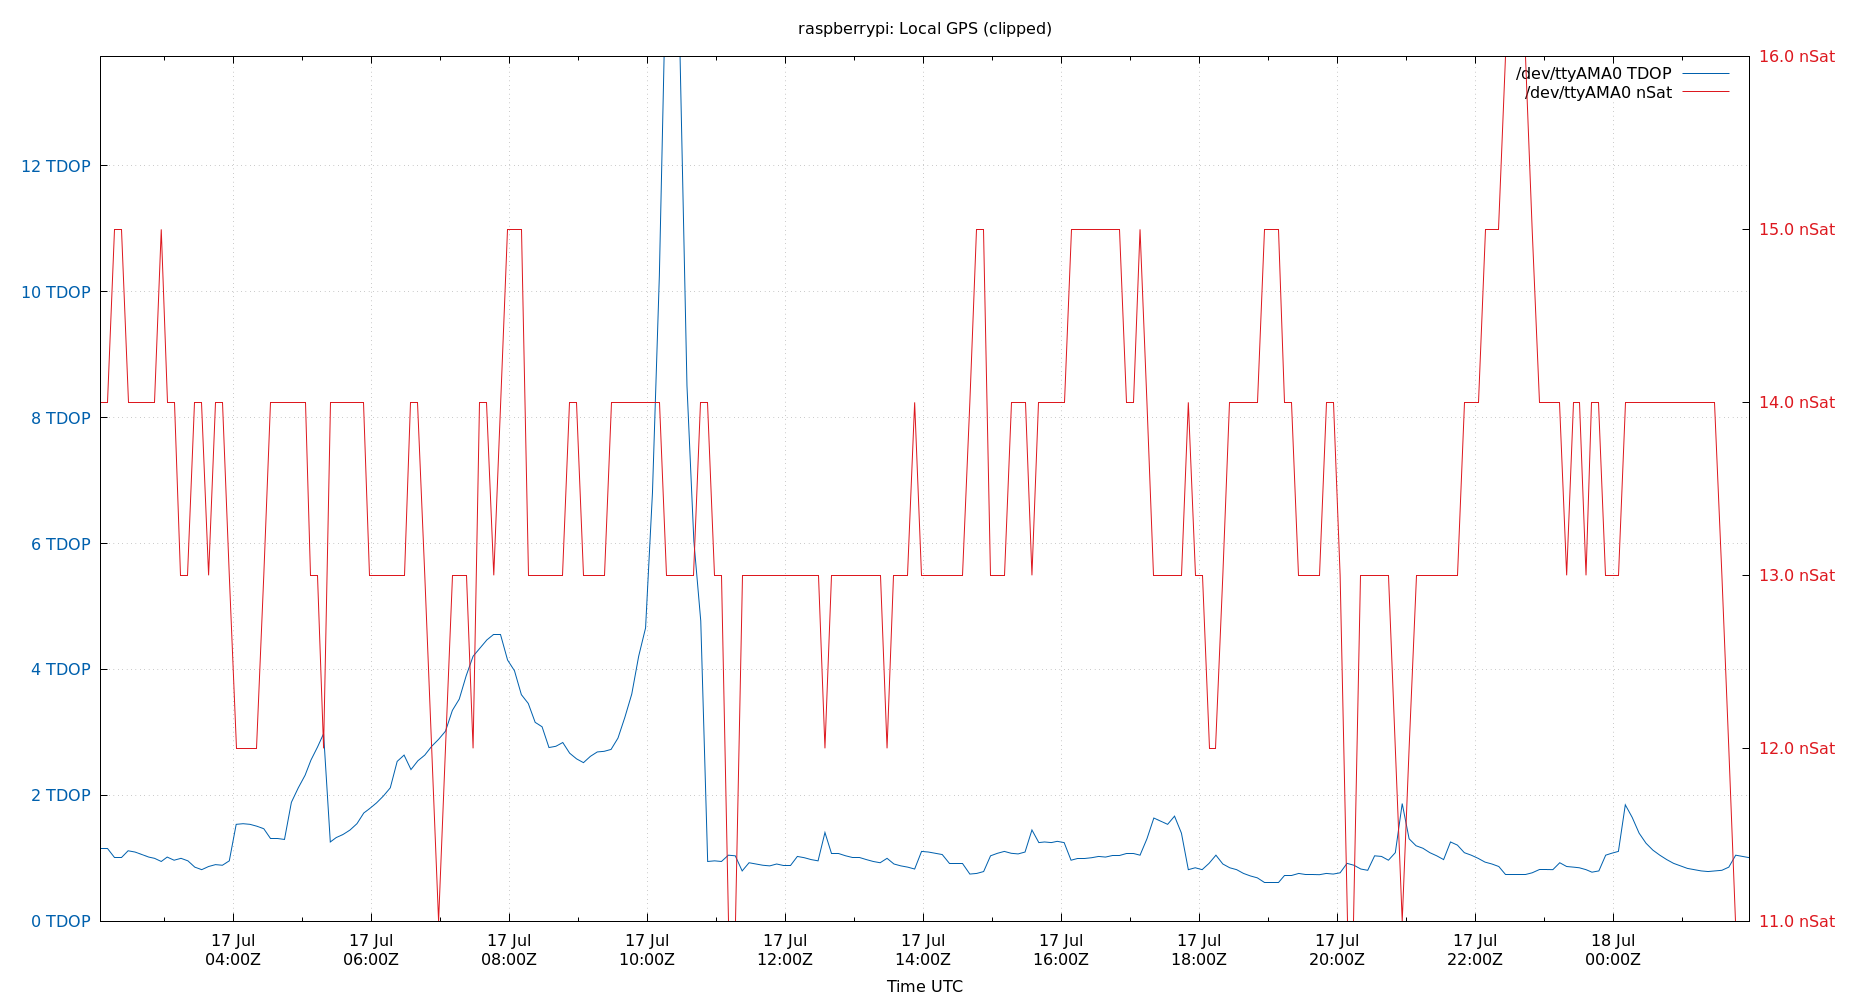 raspberrypi: Local GPS (clipped)
16.0 nSat
/dev/ttyAMA0 TDOP
/dev/ttyAMA0 nSat
12 TDOP
15.0 nSat
10 TDOP
14.0 nSat
8 TDOP
6 TDOP
13.0 nSat
4 TDOP
12.0 nSat
2 TDOP
0 TDOP
11.0 nSat
17 Jul 17 Jul 17 Jul 17 Jul 17 Jul 17 Jul 17 Jul 17 Jul 17 Jul 17 Jul 18 Jul
04:00Z 06:00Z 08:00Z 10:00Z 12:00Z 14:00Z 16:00Z 18:00Z 20:00Z 22:00Z 00:00Z
Time UTC